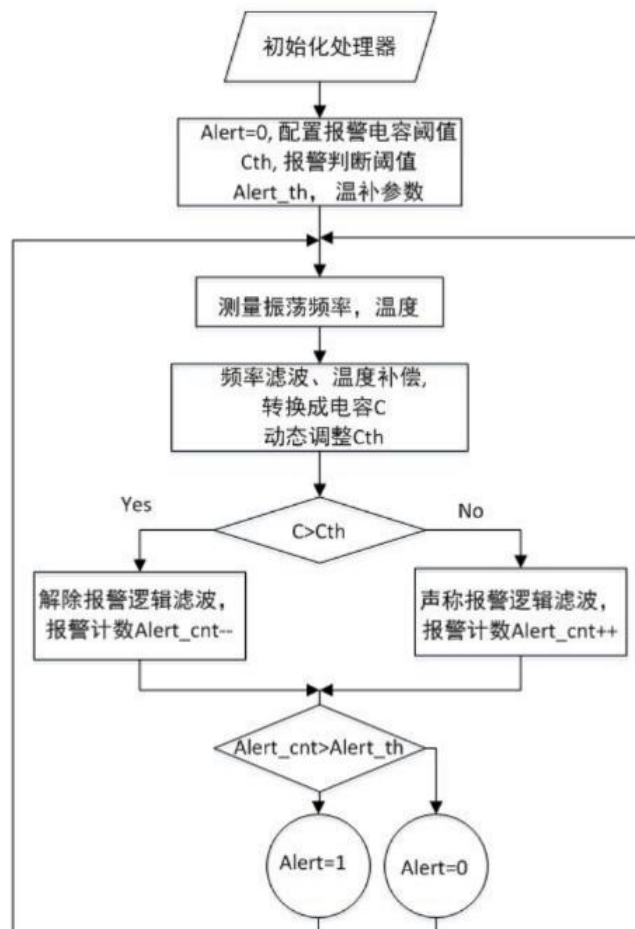 初始化处理器
Alert=0, 配置报警电容阈值
Cth, 报警判断阈值
Alert_th， 温补参数
测量振荡频率，温度
频率滤波、温度补偿,
转换成电容C
动态调整Cth
Yes
C>Cth
No
解除报警逻辑滤波，
报警计数Alert_cnt--
声称报警逻辑滤波，
报警计数Alert_cnt++
Alert_cnt>Alert_th
Alert=1
Alert=0